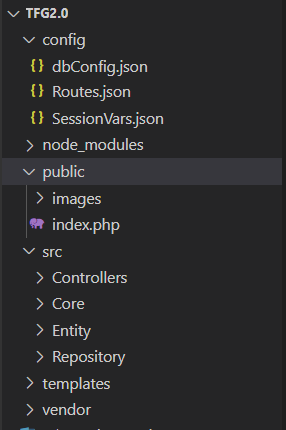 TFG2.0
config
dbConfig.json
Routes.json
SessionVars.json
node_modules
public
images
index.php
src
Controllers
Core
Entity
Repository
templates
vendor